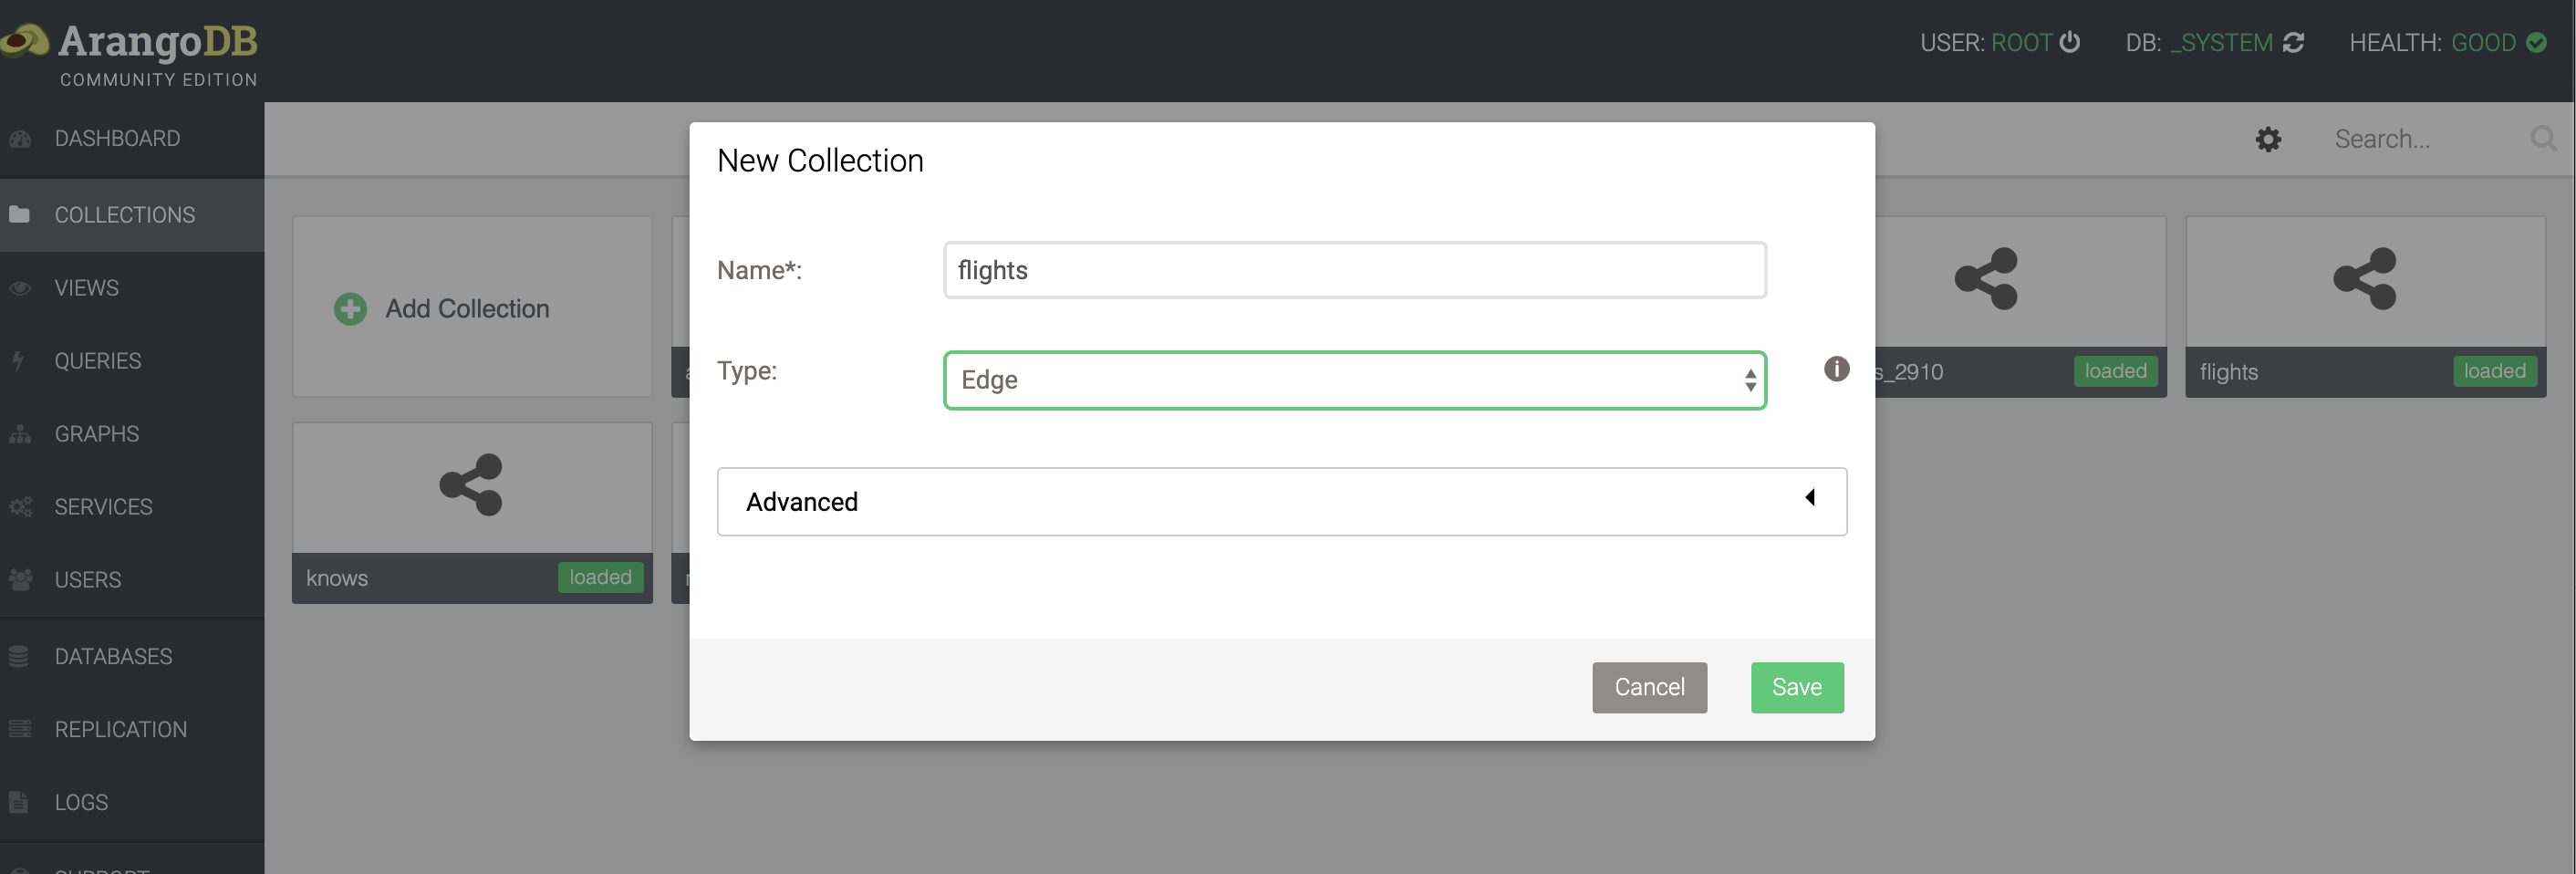 ArangoDB
COMMUNITY EDITION
USER: ROOT
DB: _SYSTEM
HEALTH: GOOD
DASHBOARD
COLLECTIONS
VIEWS
QUERIES
GRAPHS
SERVICES
USERS
DATABASES
REPLICATION
LOGS
SUPPORT
Search...
Add Collection
s_2910
loaded
flights
loaded
knows
loaded
New Collection
Name*:
flights
Type:
Edge
Advanced
Cancel
Save